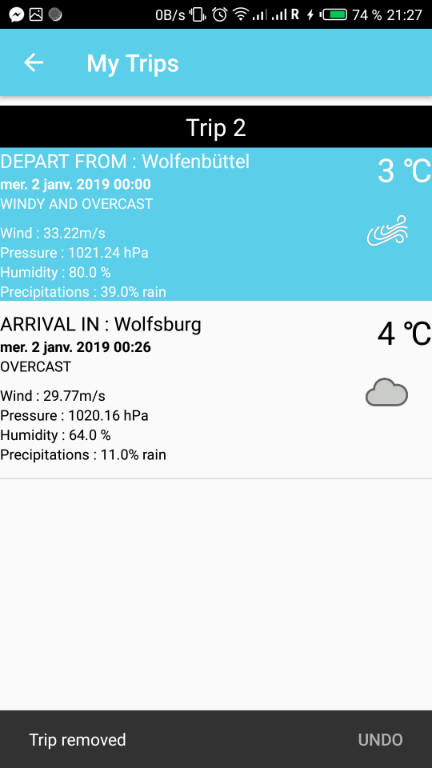 0B/s R 74 % 21:27
My Trips
Trip 2
DEPART FROM : Wolfenbüttel
3 °C
mer. 2 janv. 2019 00:00
WINDY AND OVERCAST
Wind : 33.22m/s
Pressure : 1021.24 hPa
Humidity : 80.0 %
Precipitations : 39.0% rain
ARRIVAL IN : Wolfsburg
4 °C
mer. 2 janv. 2019 00:26
OVERCAST
Wind : 29.77m/s
Pressure : 1020.16 hPa
Humidity : 64.0 %
Precipitations : 11.0% rain
Trip removed UNDO